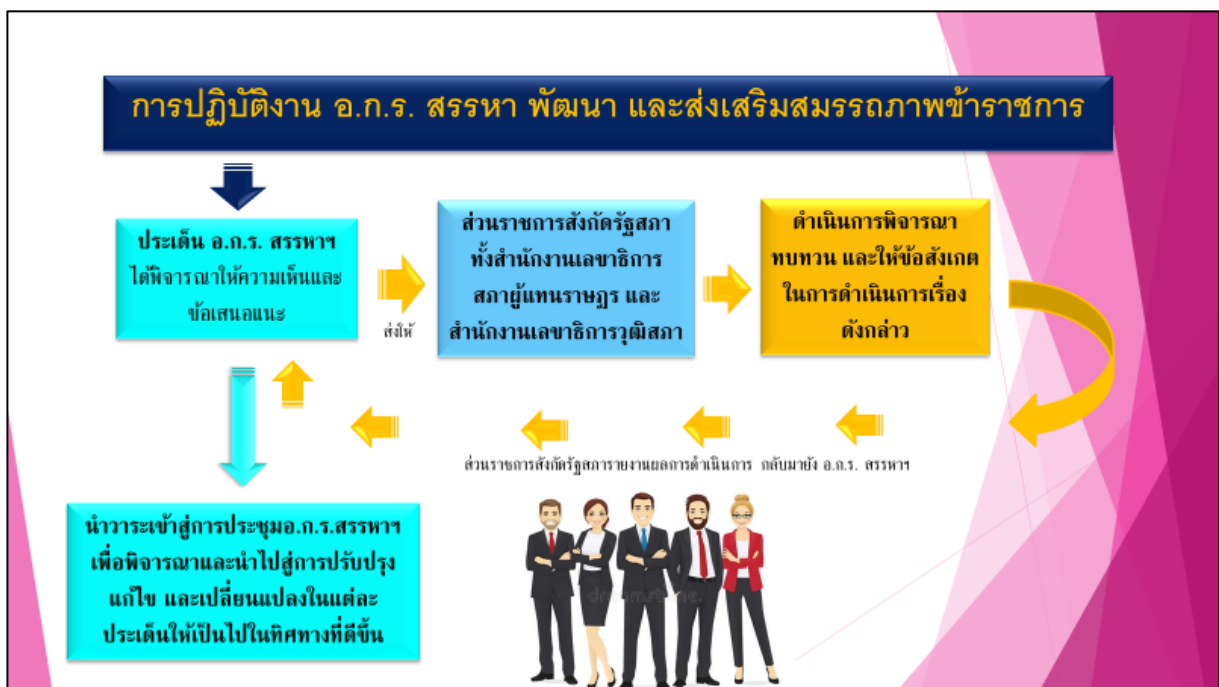 การปฏิบัติงาน อ.ก.ร. สรรหา พัฒนา และส่งเสริมสมรรถภาพข้าราชการ
ประเด็น อ.ก.ร. สรรหาฯ
ได้พิจารณาให้ความเห็นและ
ข้อเสนอแนะ
ส่งให้
ส่วนราชการสังกัดรัฐสภา
ทั้งสำนักงานเลขาธิการ
สภาผู้แทนราษฎร และ
สำนักงานเลขาธิการวุฒิสภา
ดำเนินการพิจารณา
ทบทวน และให้ข้อสังเกต
ในการดำเนินการเรื่อง
ดังกล่าว
ส่วนราชการสังกัดรัฐสภารายงานผลการดำเนินการ กลับมายัง อ.ก.ร. สรรหาฯ
นำวาระเข้าสู่การประชุมอ.ก.ร.สรรหาฯ
เพื่อพิจารณาและนำไปสู่การปรับปรุง
แก้ไข และเปลี่ยนแปลงในแต่ละ
ประเด็นให้เป็นไปในทิศทางที่ดีขึ้น
dreamstime.